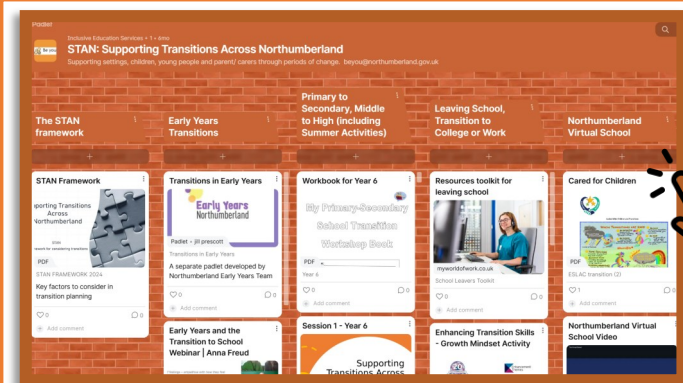 Padlet
Inclusive Education Services + 1 • 6mo
STAN: Supporting Transitions Across Northumberland
Supporting settings, children, young people and parent/ carers through periods of change. beyou@northumberland.gov.uk
Be you
The STAN
framework
Early Years
Transitions
Primary to
Secondary, Middle
to High (including
Summer Activities)
Leaving School,
Transition to
College or Work
Northumberland
Virtual School
STAN Framework
pporting Transitions
Across
Northumberland
STAN
PDF
STAN FRAMEWORK 2024
Key factors to consider in
transition planning
0
0
Add comment
Transitions in Early Years
Early Years
Northumberland
Padlet - jill prescott
Transitions in Early Years
A separate padlet developed by
Northumberland Early Years Team
0
0
Add comment
Early Years and the
Transition to School
Webinar | Anna Freud
Workbook for Year 6
My Primary-Secondary
School Transition
Workshop Book
PDF
Year 6
0
0
Add comment
Session 1 - Year 6
Supporting
Transitions Across
Resources toolkit for
leaving school
myworldofwork.co.uk
School Leavers Toolkit
0
0
Add comment
Enhancing Transition Skills
- Growth Mindset Activity
Cared for Children
PDF
ESLAC transition (2)
1
0
Add comment
Northumberland Virtual
School Video